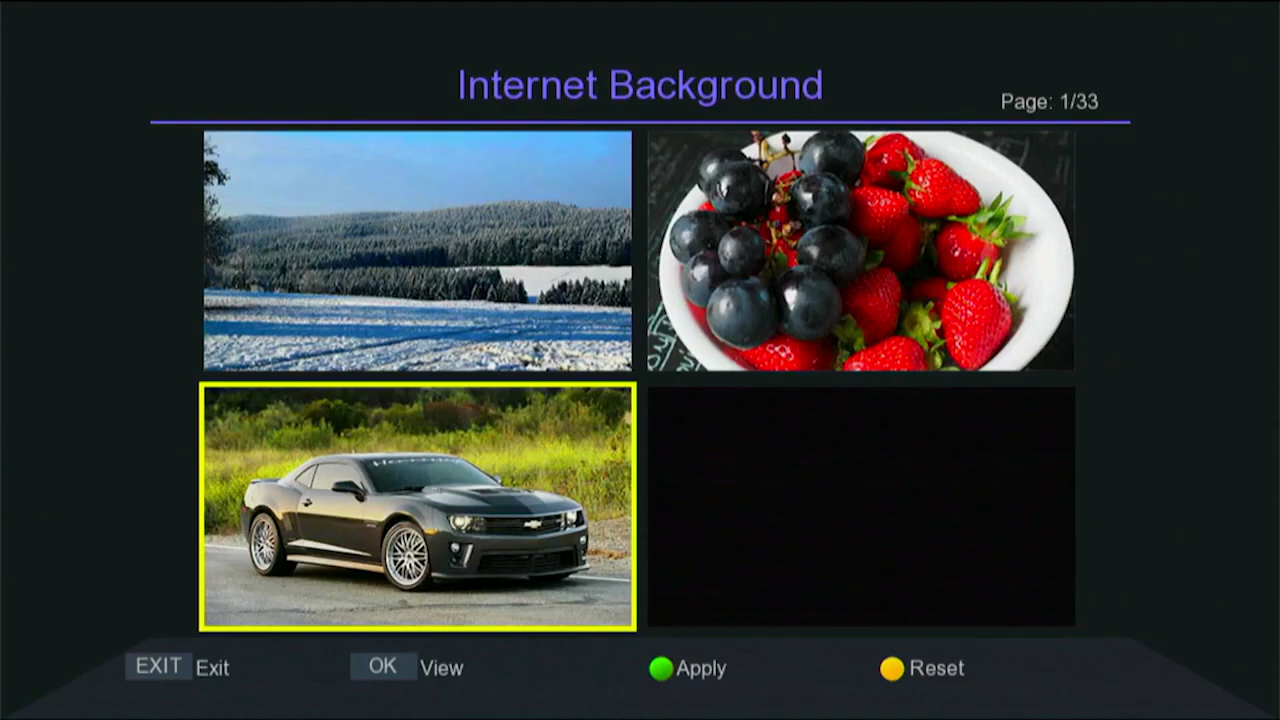 Internet Background
Page: 1/33
EXIT Exit
OK View
Apply
Reset